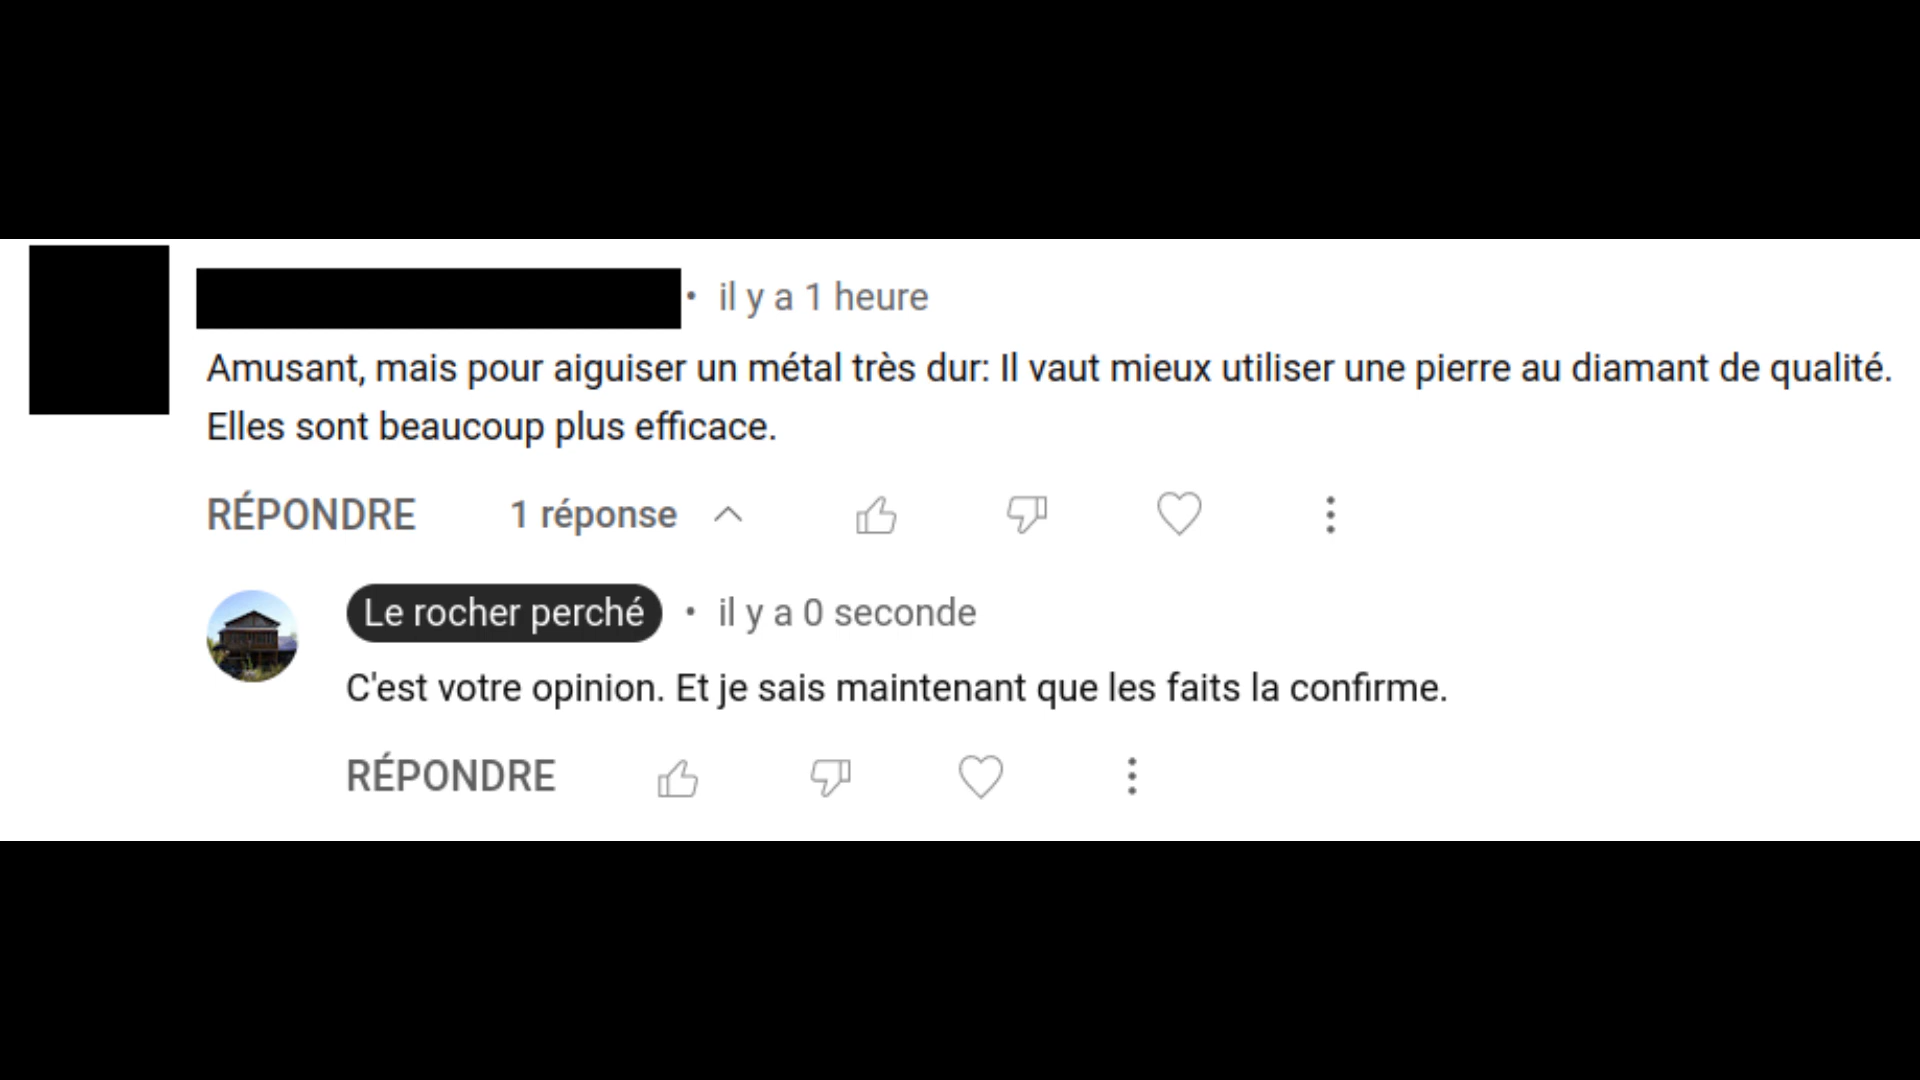 • il y a 1 heure
Amusant, mais pour aiguiser un métal très dur: Il vaut mieux utiliser une pierre au diamant de qualité.
Elles sont beaucoup plus efficace.
RÉPONDRE 1 réponse
Le rocher perché • il y a 0 seconde
C'est votre opinion. Et je sais maintenant que les faits la confirme.
RÉPONDRE